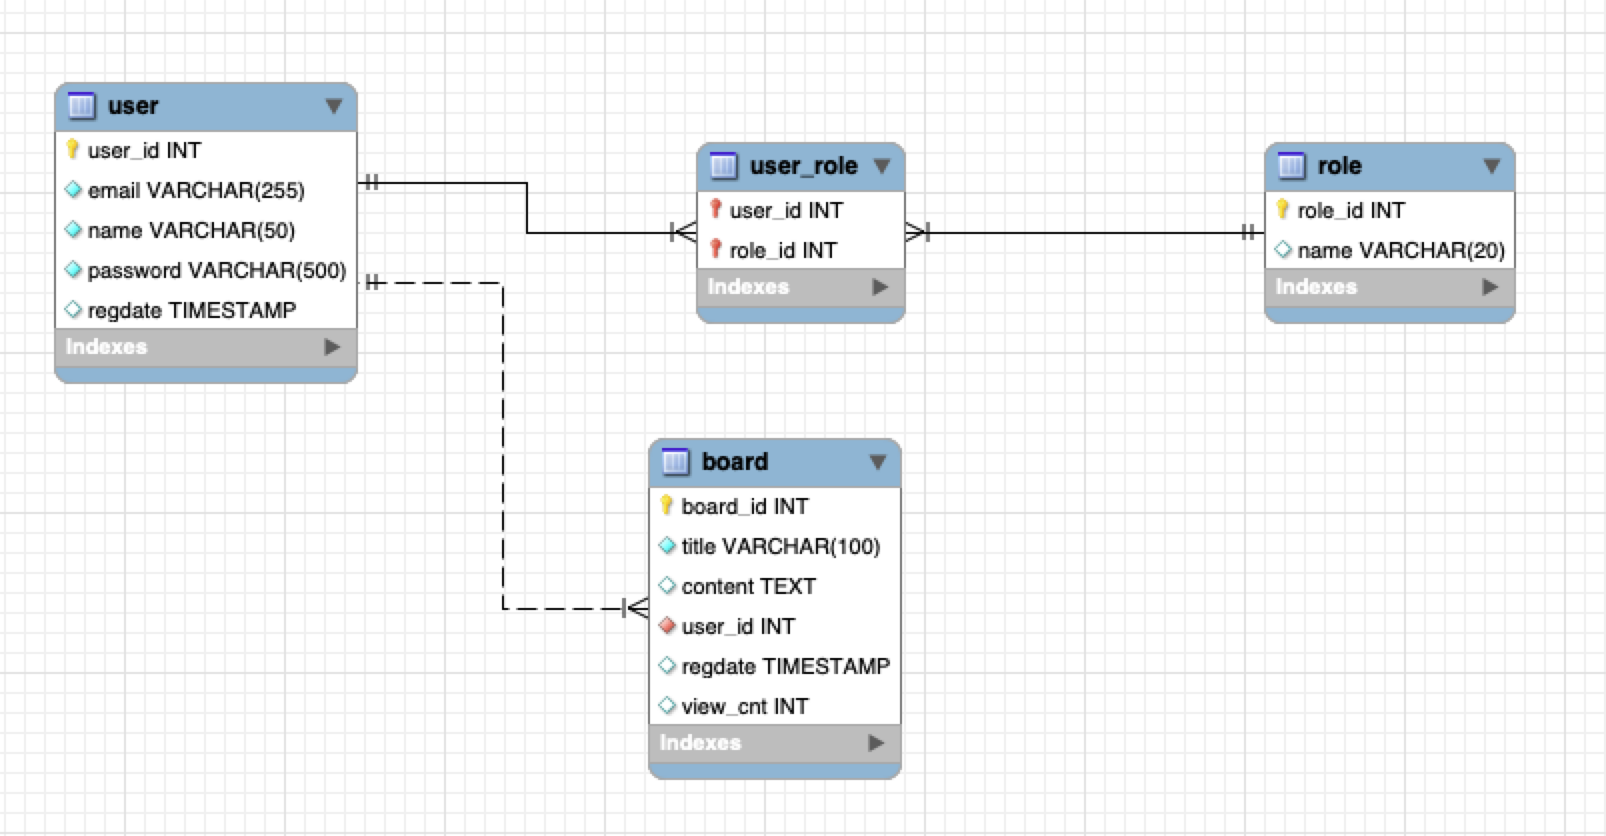 user
user_id INT
email VARCHAR(255)
name VARCHAR(50)
password VARCHAR(500)
regdate TIMESTAMP
Indexes
user_role
user_id INT
role_id INT
Indexes
role
role_id INT
name VARCHAR(20)
Indexes
board
board_id INT
title VARCHAR(100)
content TEXT
user_id INT
regdate TIMESTAMP
view_cnt INT
Indexes